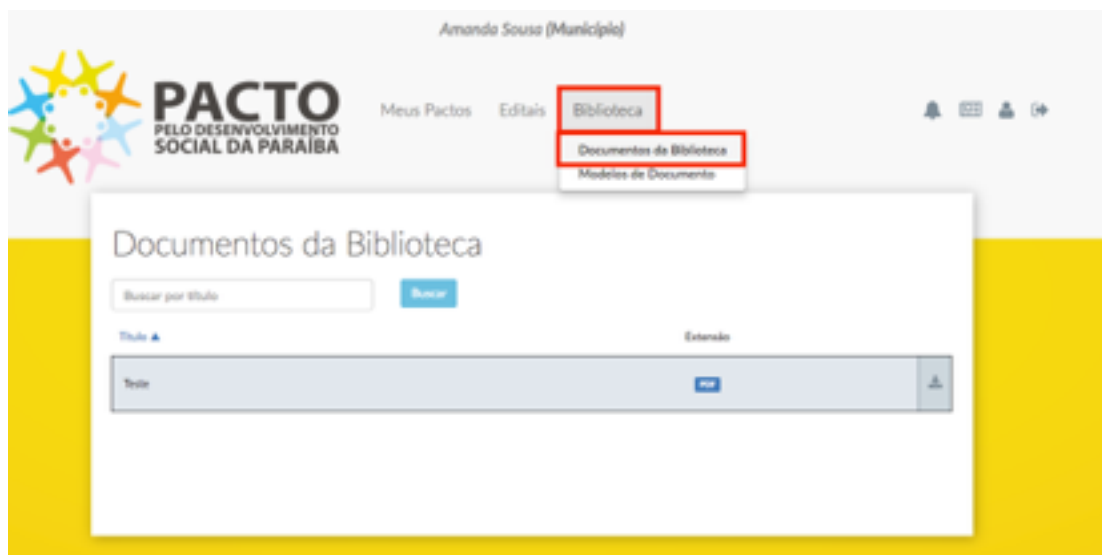 Amanda Sousa (Município)
PACTO
PELO DESENVOLVIMENTO
SOCIAL DA PARAÍBA
Meus Pactos Editais Biblioteca
Documentos da Biblioteca
Modelos de Documento
Documentos da Biblioteca
Buscar por título Buscar
Título ▲ Extensão
Teste PDF